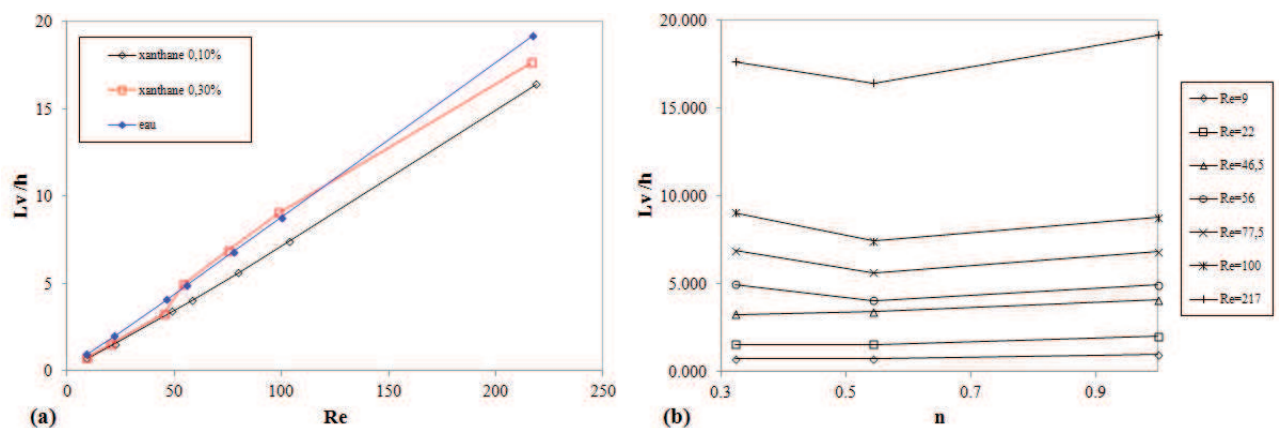 20
15
10
5
0
Lv /h
xanthane 0,10%
xanthane 0,30%
eau
0 50 100 150 200 250
(a) Re
20.000
15.000
10.000
5.000
0.000
Lv /h
0.3 0.5 0.7 0.9
(b) n
Re=9
Re=22
Re=46,5
Re=56
Re=77,5
Re=100
Re=217